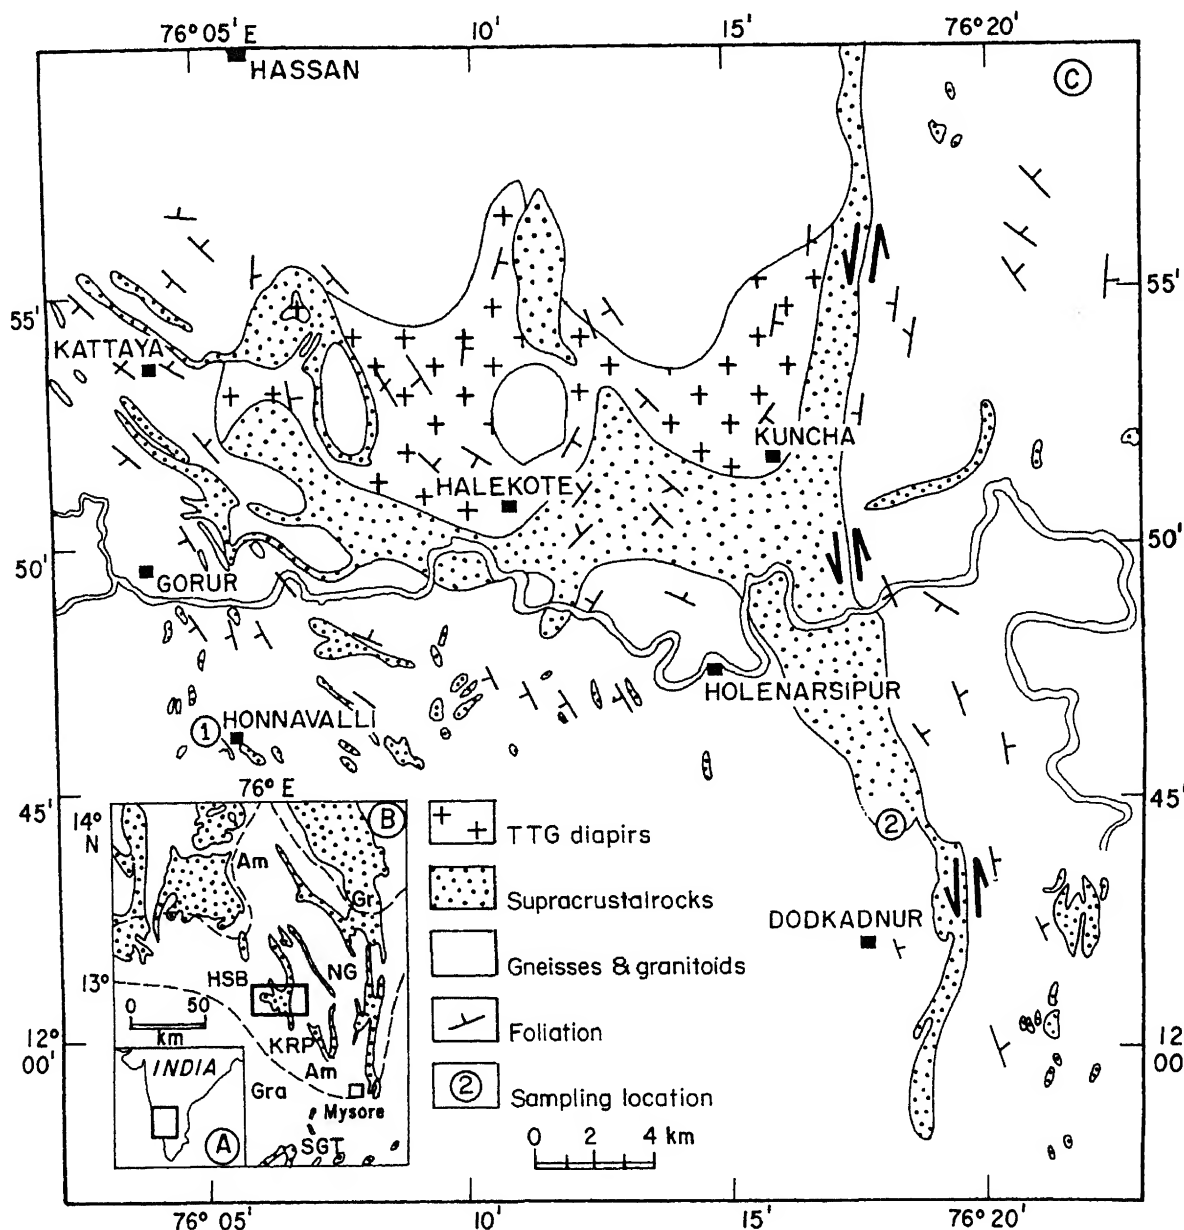 76° 05' E 10' 15' 76° 20'
HASSAN
C
55' 55'
KATTAYA
KUNCHA
HALEKOTE
50' 50'
GORUR
HOLENARSIPUR
1 HONNAVALLI
45' 45'
2
DODKADNUR
12° 00' 12° 00
76° E
14° N
B
Am
Gr
HSB
NG
13°
0 50
km
KRP
Am
Gra
Mysore
SGT
INDIA
A
TTG diapirs
Supracrustalrocks
Gneisses & granitoids
Foliation
2 Sampling location
0 2 4 km
76° 05' 10' 15' 76° 20'